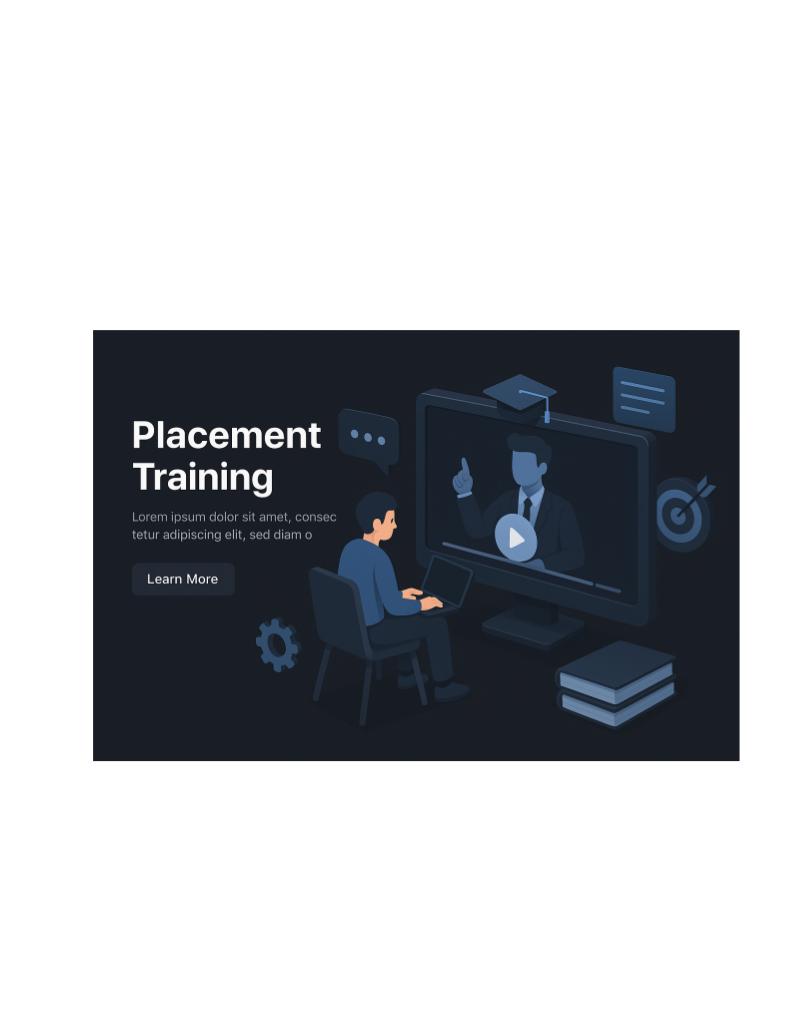 Placement
Training
Lorem ipsum dolor sit amet, consec
tetur adipiscing elit, sed diam o
Learn More